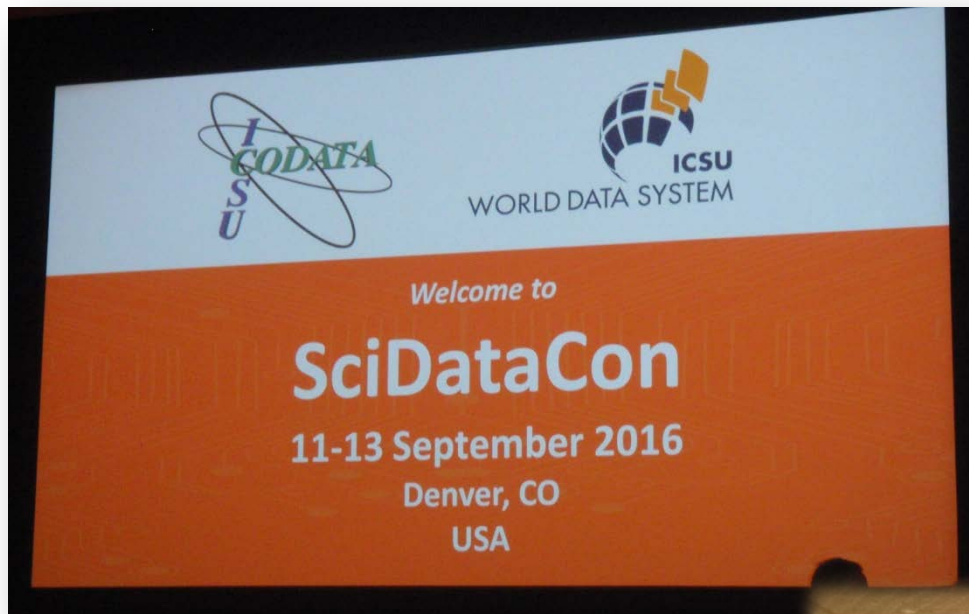 ICSU
CODATA
ICSU
WORLD DATA SYSTEM
Welcome to
SciDataCon
11-13 September 2016
Denver, CO
USA